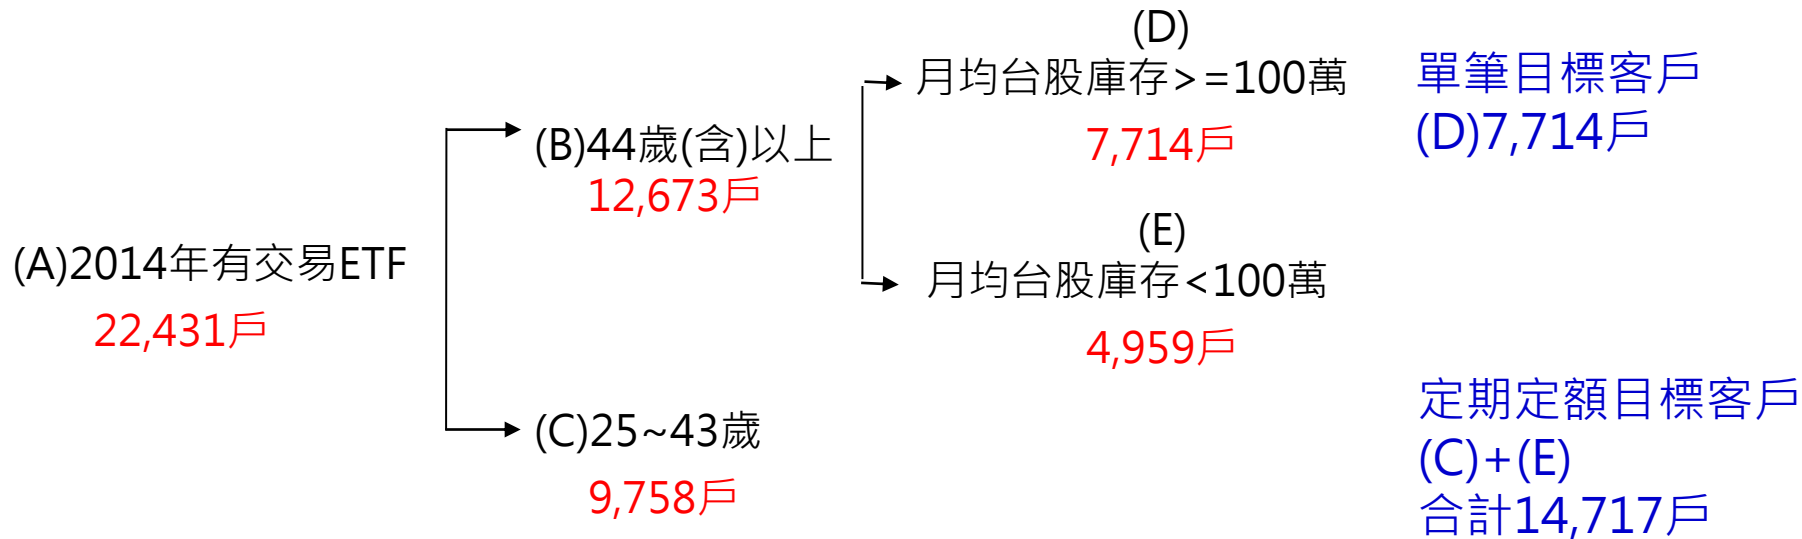 (A)2014年有交易ETF
22,431戶
(B)44歲(含)以上
12,673戶
(C)25~43歲
9,758戶
(D)
月均台股庫存>=100萬
7,714戶
(E)
月均台股庫存<100萬
4,959戶
單筆目標客戶
(D)7,714戶
定期定額目標客戶
(C)+(E)
合計14,717戶